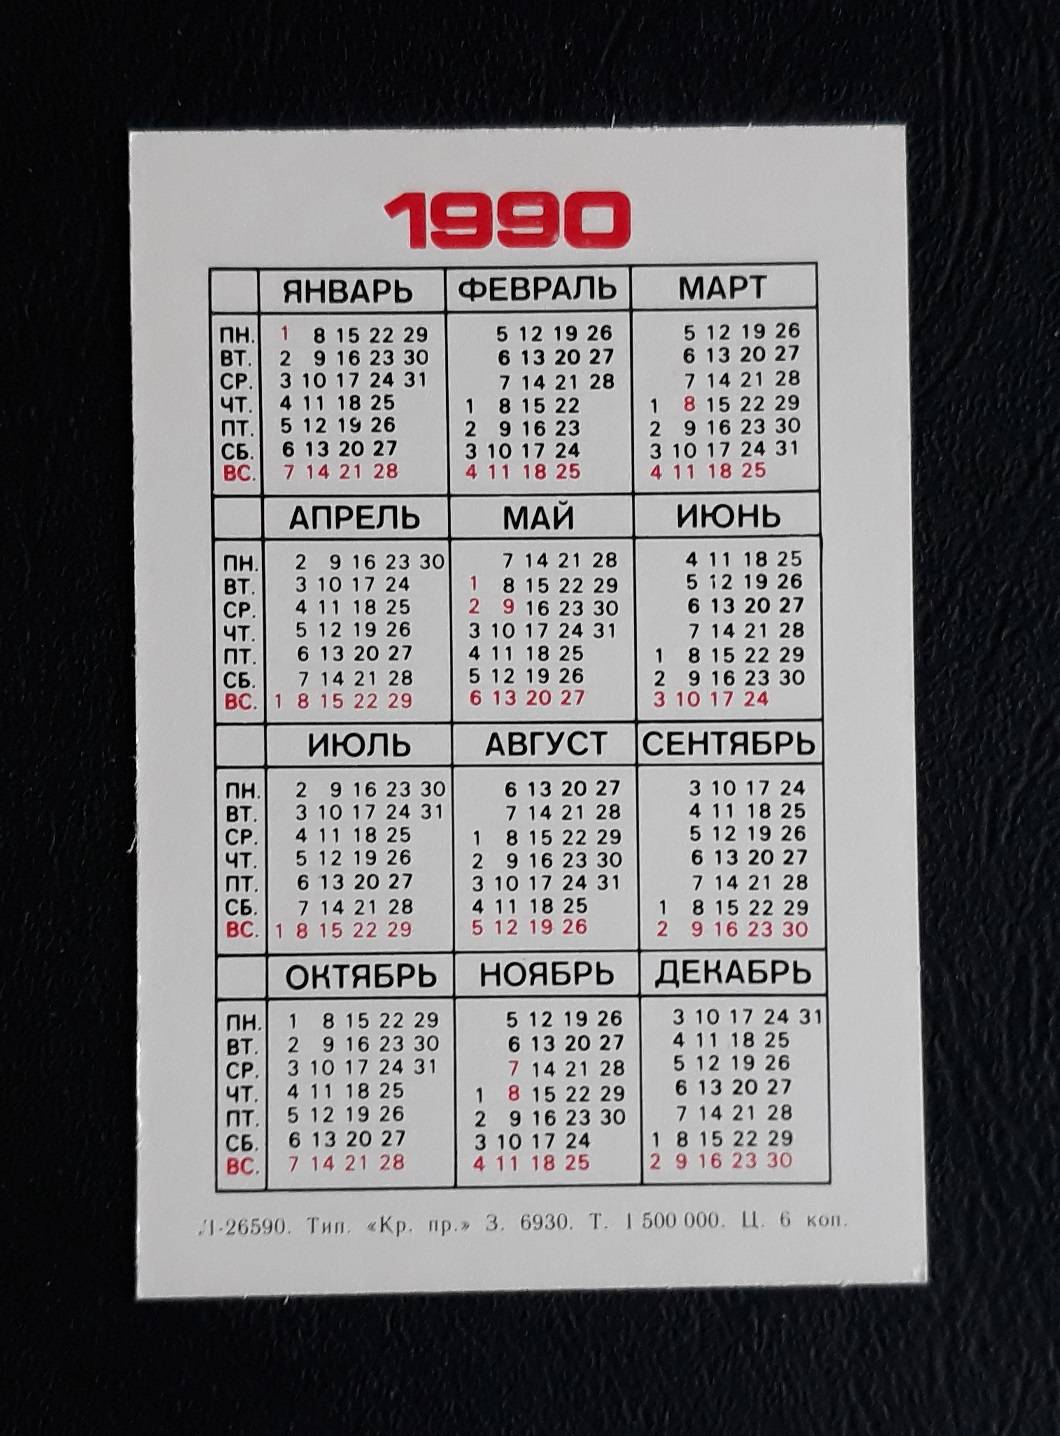 1990
ЯНВАРЬ ФЕВРАЛЬ МАРТ
ПН. 1 8 15 22 29 5 12 19 26 5 12 19 26
ВТ. 2 9 16 23 30 6 13 20 27 6 13 20 27
СР. 3 10 17 24 31 7 14 21 28 7 14 21 28
ЧТ. 4 11 18 25 1 8 15 22 1 8 15 22 29
ПТ. 5 12 19 26 2 9 16 23 2 9 16 23 30
СБ. 6 13 20 27 3 10 17 24 3 10 17 24 31
ВС. 7 14 21 28 4 11 18 25 4 11 18 25
АПРЕЛЬ МАЙ ИЮНЬ
ПН. 2 9 16 23 30 7 14 21 28 4 11 18 25
ВТ. 3 10 17 24 1 8 15 22 29 5 12 19 26
СР. 4 11 18 25 2 9 16 23 30 6 13 20 27
ЧТ. 5 12 19 26 3 10 17 24 31 7 14 21 28
ПТ. 6 13 20 27 4 11 18 25 1 8 15 22 29
СБ. 7 14 21 28 5 12 19 26 2 9 16 23 30
ВС. 1 8 15 22 29 6 13 20 27 3 10 17 24
ИЮЛЬ АВГУСТ СЕНТЯБРЬ
ПН. 2 9 16 23 30 6 13 20 27 3 10 17 24
ВТ. 3 10 17 24 31 7 14 21 28 4 11 18 25
СР. 4 11 18 25 1 8 15 22 29 5 12 19 26
ЧТ. 5 12 19 26 2 9 16 23 30 6 13 20 27
ПТ. 6 13 20 27 3 10 17 24 31 7 14 21 28
СБ. 7 14 21 28 4 11 18 25 1 8 15 22 29
ВС. 1 8 15 22 29 5 12 19 26 2 9 16 23 30
ОКТЯБРЬ НОЯБРЬ ДЕКАБРЬ
ПН. 1 8 15 22 29 5 12 19 26 3 10 17 24 31
ВТ. 2 9 16 23 30 6 13 20 27 4 11 18 25
СР. 3 10 17 24 31 7 14 21 28 5 12 19 26
ЧТ. 4 11 18 25 1 8 15 22 29 6 13 20 27
ПТ. 5 12 19 26 2 9 16 23 30 7 14 21 28
СБ. 6 13 20 27 3 10 17 24 1 8 15 22 29
ВС. 7 14 21 28 4 11 18 25 2 9 16 23 30
Л-26590. Тип. «Кр. пр.» З. 6930. Т. 1 500 000. Ц. 6 коп.